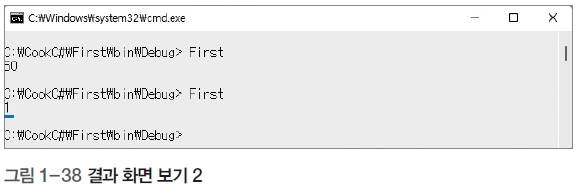 C:₩Windows₩system32₩cmd.exe
C:₩CookC#₩First₩bin₩Debug> First
50
C:₩CookC#₩First₩bin₩Debug> First
1
C:₩CookC#₩First₩bin₩Debug>
그림 1-38 결과 화면 보기 2